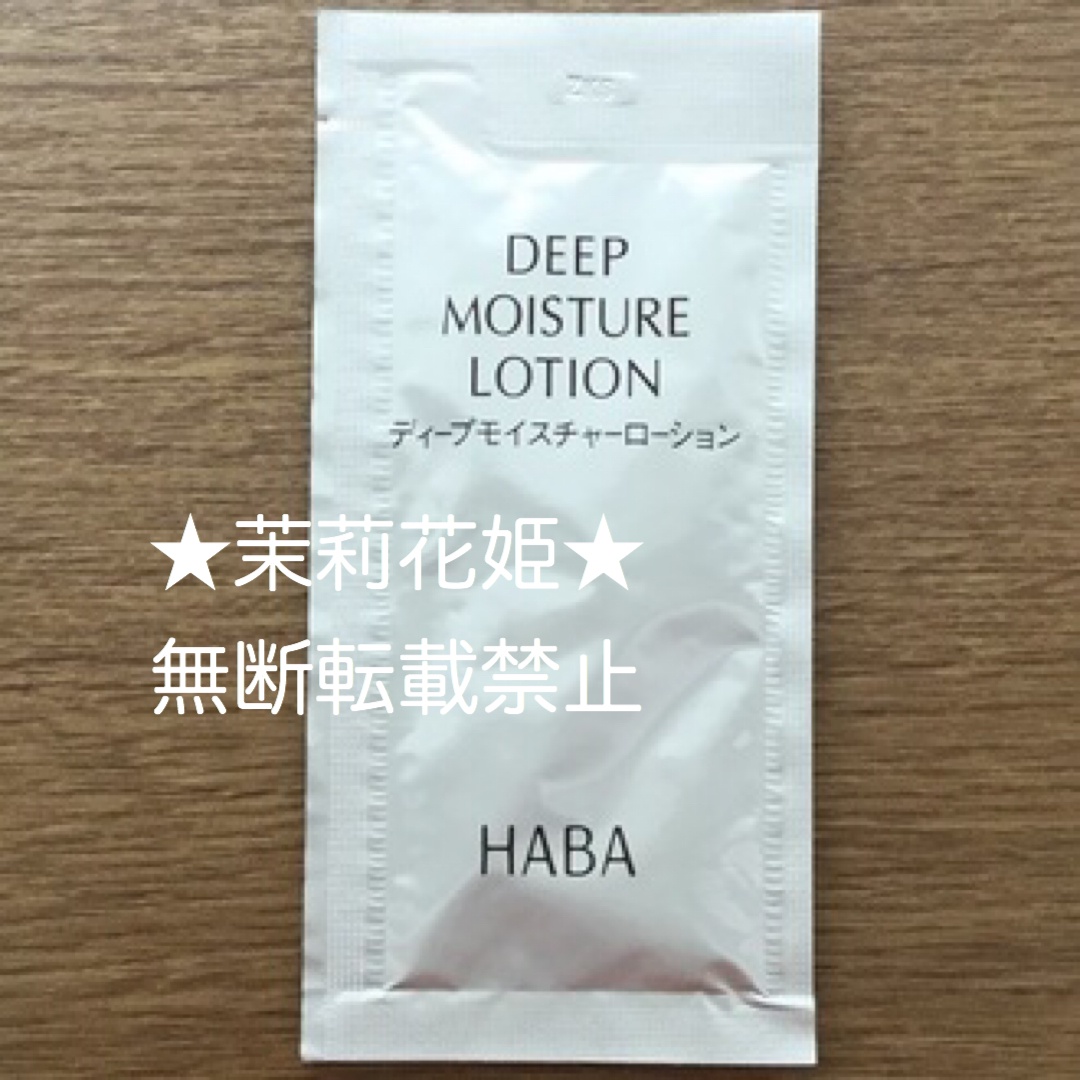 DEEP
MOISTURE
LOTION
ディープモイスチャーローション
★茉莉花姫★
無断転載禁止
HABA